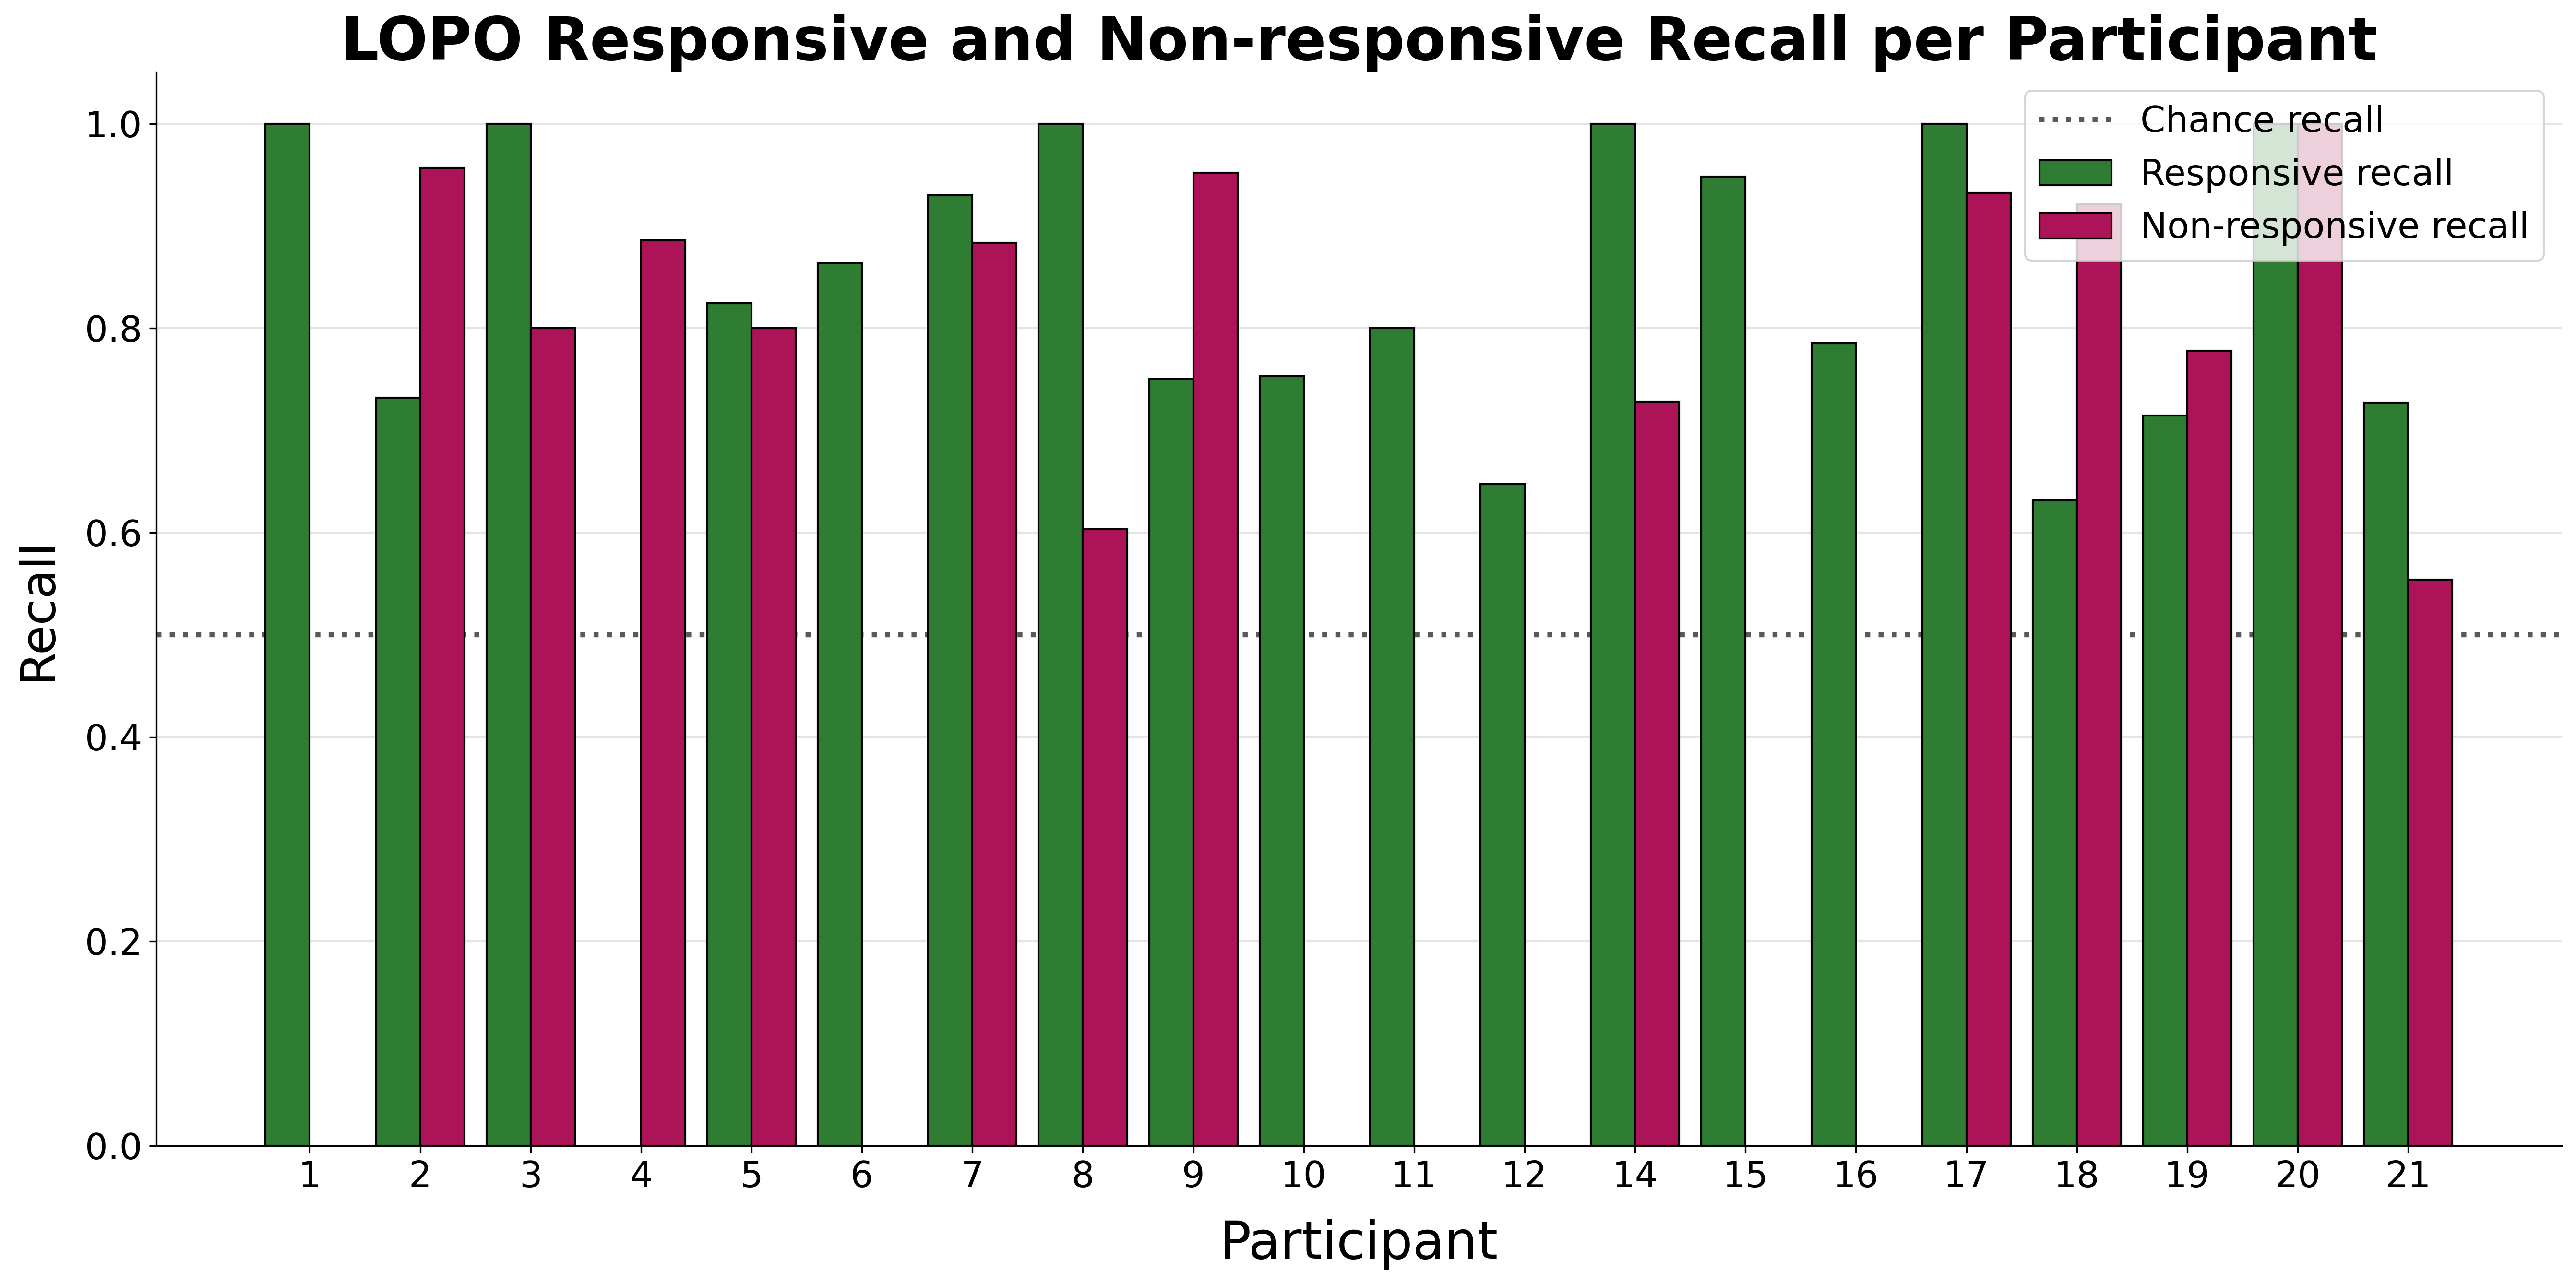 LOPO Responsive and Non-responsive Recall per Participant
Chance recall
Responsive recall
Non-responsive recall
1.0
0.8
0.6
0.4
0.2
0.0
Recall
1 2 3 4 5 6 7 8 9 10 11 12 14 15 16 17 18 19 20 21
Participant